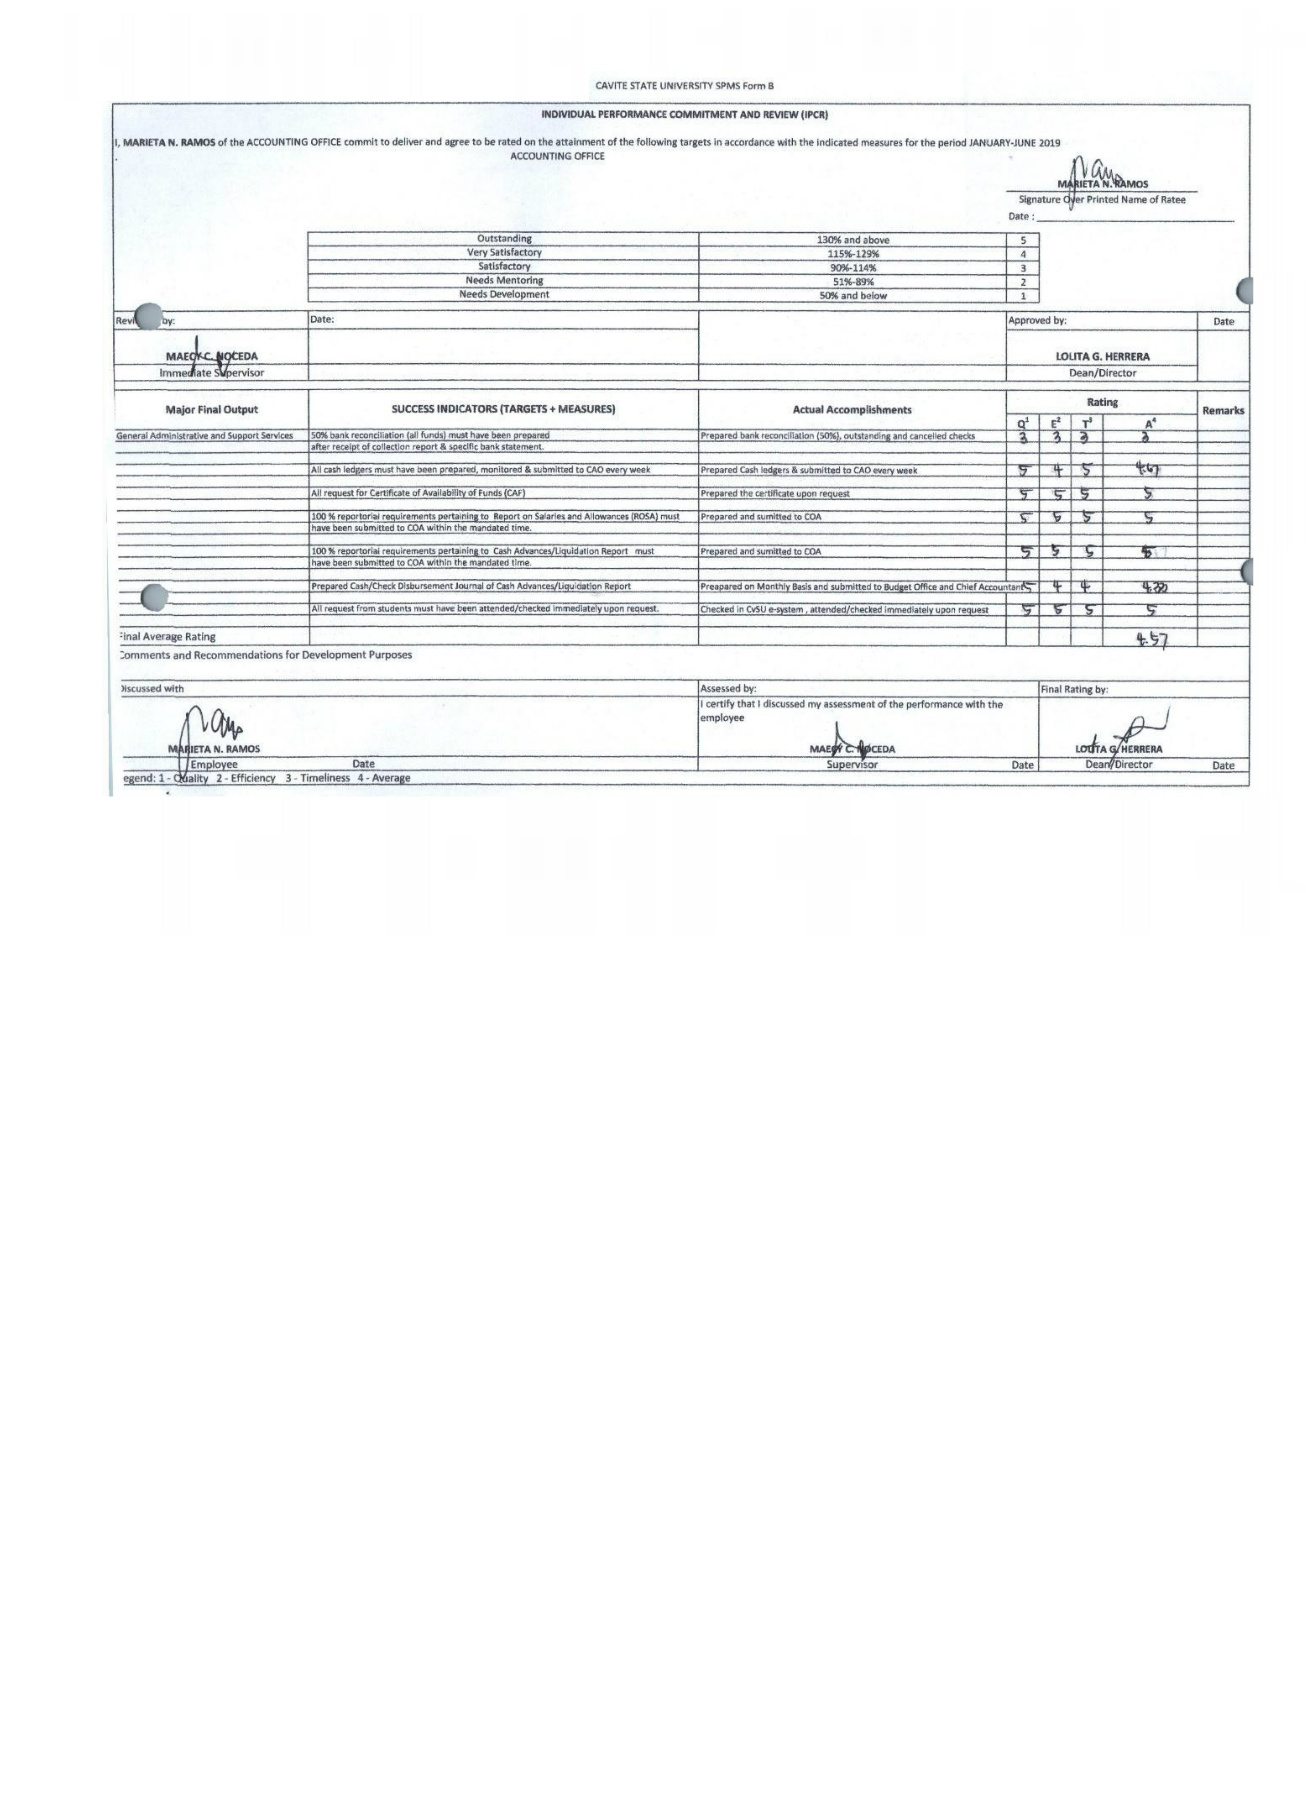 CAVITE STATE UNIVERSITY SPMS Form B
INDIVIDUAL PERFORMANCE COMMITMENT AND REVIEW (IPCR)
I, MARIETA N. RAMOS of the ACCOUNTING OFFICE commit to deliver and agree to be rated on the attainment of the following targets in accordance with the indicated measures for the period JANUARY-JUNE 2019
ACCOUNTING OFFICE
MARIETA N. RAMOS
Signature Over Printed Name of Ratee
Date :
Outstanding 130% and above 5
Very Satisfactory 115%-129% 4
Satisfactory 90%-114% 3
Needs Mentoring 51%-89% 2
Needs Development 50% and below 1
by: Date: Approved by: Date
MAEGY C. NOCEDA LOLITA G. HERRERA
Immediate Supervisor Dean/Director
Major Final Output SUCCESS INDICATORS (TARGETS + MEASURES) Actual Accomplishments Rating Remarks
Q¹ E² T³ A⁴
General Administrative and Support Services 50% bank reconciliation (all funds) must have been prepared Prepared bank reconciliation (50%), outstanding and cancelled checks 3 3 3 3
after receipt of collection report & specific bank statement.
All cash ledgers must have been prepared, monitored & submitted to CAO every week Prepared Cash ledgers & submitted to CAO every week 5 4 5 4.67
All request for Certificate of Availability of Funds (CAF) Prepared the certificate upon request 5 5 5 5
100 % reportorial requirements pertaining to Report on Salaries and Allowances (ROSA) must Prepared and sumitted to COA 5 5 5 5
have been submitted to COA within the mandated time.
100 % reportorial requirements pertaining to Cash Advances/Liquidation Report must Prepared and sumitted to COA 5 5 5 5
have been submitted to COA within the mandated time.
Prepared Cash/Check Disbursement Journal of Cash Advances/Liquidation Report Preapared on Monthly Basis and submitted to Budget Office and Chief Accountant 5 4 4
All request from students must have been attended/checked immediately upon request. Checked in CvSU e-system , attended/checked immediately upon request 5 5 5 5
Final Average Rating 4.57
Comments and Recommendations for Development Purposes
Discussed with Assessed by: Final Rating by:
I certify that I discussed my assessment of the performance with the
employee
MARIETA N. RAMOS MAEGY C. NOCEDA LOLITA G. HERRERA
Employee Date Supervisor Date Dean/Director Date
egend: 1 - Quality 2 - Efficiency 3 - Timeliness 4 - Average